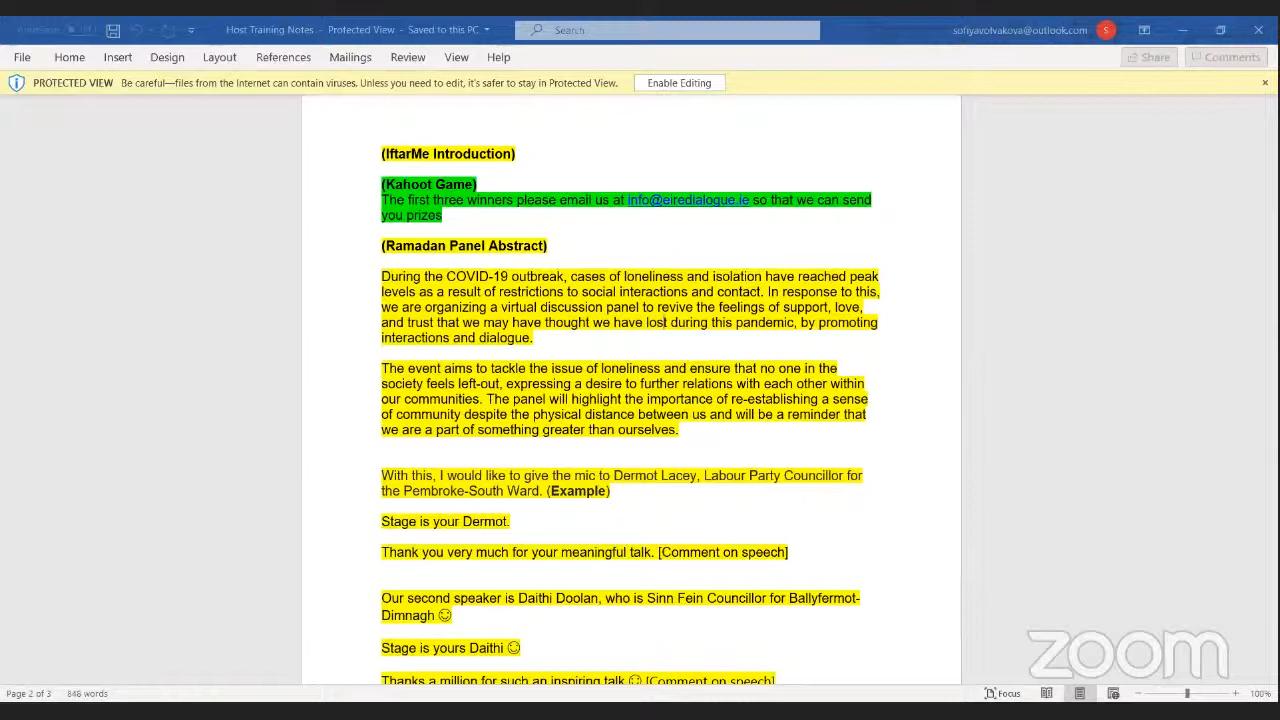 Host Training Notes - Protected View - Saved to this PC
Search
sofiyavolvakova@outlook.com
S
File Home Insert Draw Design Layout References Mailings Review View Help
Share Comments
PROTECTED VIEW Be careful—files from the Internet can contain viruses. Unless you need to edit, it's safer to stay in Protected View. Enable Editing
(IftarMe Introduction)
(Kahoot Game)
The first three winners please email us at info@eiredialogue.ie so that we can send
you prizes
(Ramadan Panel Abstract)
During the COVID-19 outbreak, cases of loneliness and isolation have reached peak
levels as a result of restrictions to social interactions and contact. In response to this,
we are organizing a virtual discussion panel to revive the feelings of support, love,
and trust that we may have thought we have lost during this pandemic, by promoting
interactions and dialogue.
The event aims to tackle the issue of loneliness and ensure that no one in the
society feels left-out, expressing a desire to further relations with each other within
our communities. The panel will highlight the importance of re-establishing a sense
of community despite the physical distance between us and will be a reminder that
we are a part of something greater than ourselves.
With this, I would like to give the mic to Dermot Lacey, Labour Party Councillor for
the Pembroke-South Ward. (Example)
Stage is your Dermot.
Thank you very much for your meaningful talk. [Comment on speech]
Our second speaker is Daithi Doolan, who is Sinn Fein Councillor for Ballyfermot-
Dimnagh ☺
Stage is yours Daithi ☺
Thanks a million for such an inspiring talk ☺ [Comment on speech]
zoom
Page 2 of 3 848 words
Focus
100%